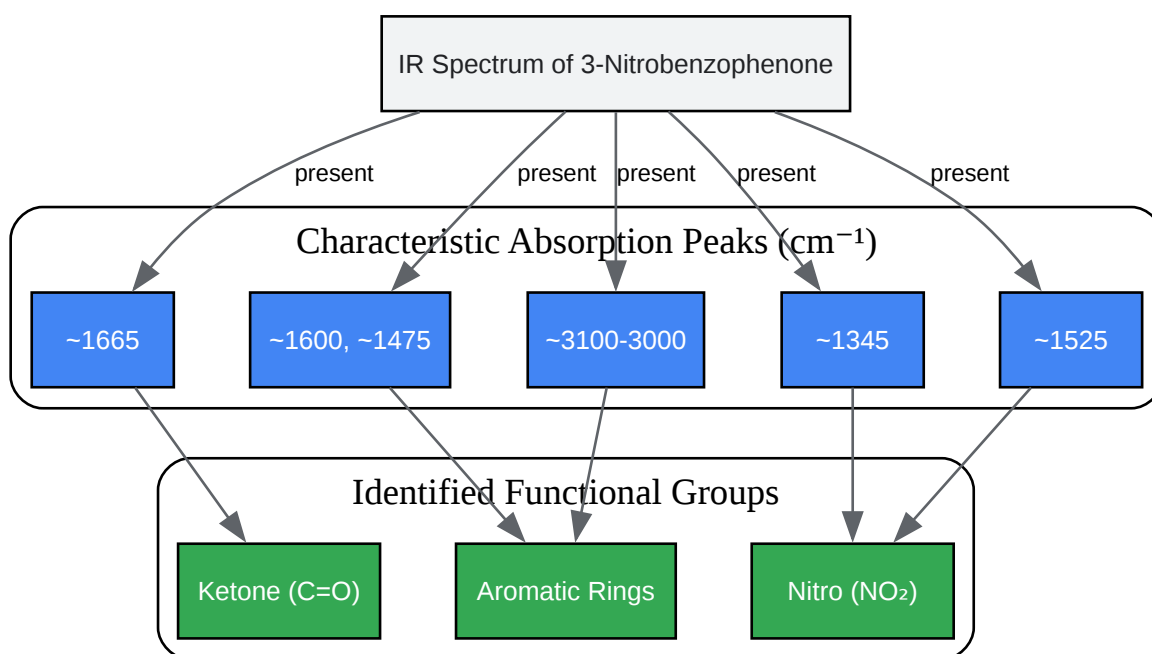 IR Spectrum of 3-Nitrobenzophenone
present present present present present
Characteristic Absorption Peaks (cm⁻¹)
~1665 ~1600, ~1475 ~3100-3000 ~1345 ~1525
Identified Functional Groups
Ketone (C=O) Aromatic Rings Nitro (NO₂)